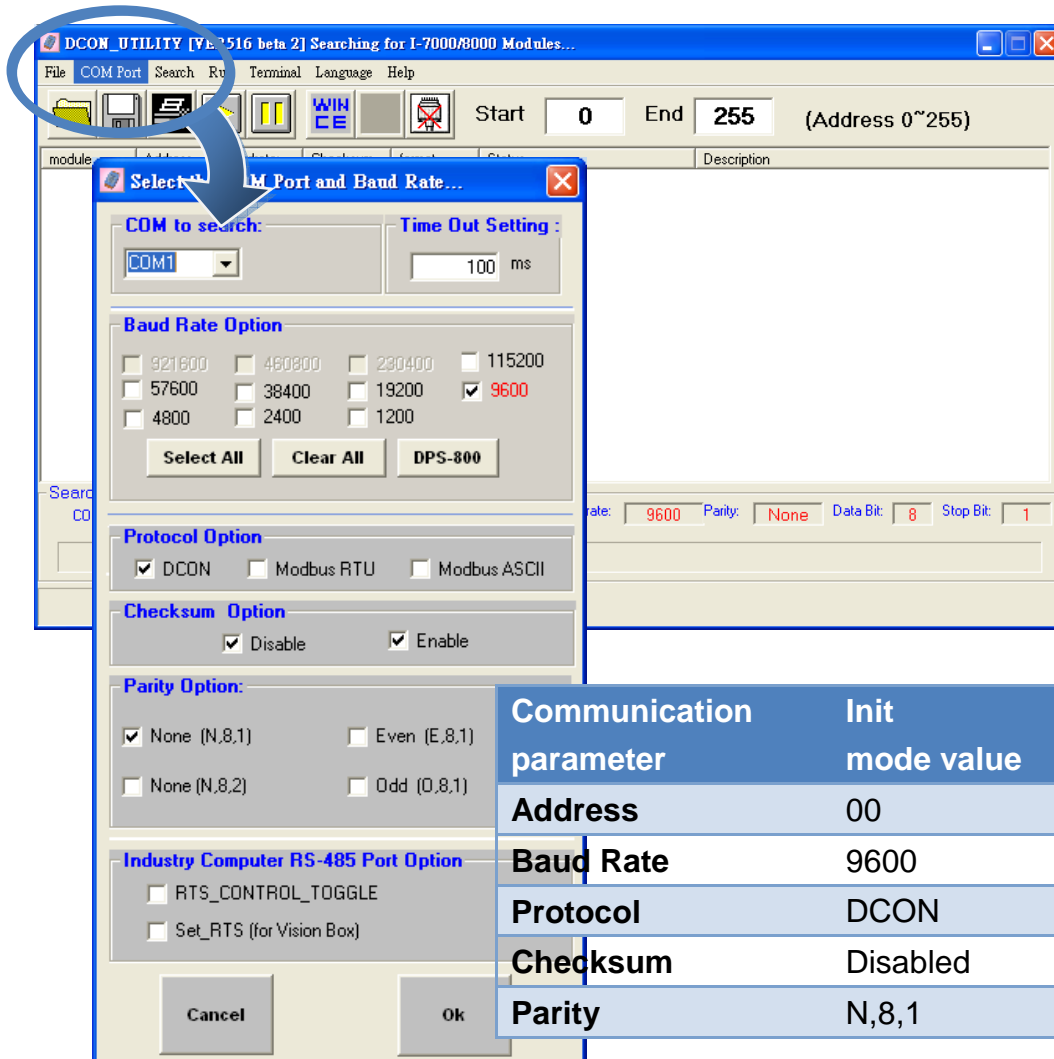 DCON_UTILITY [VER516 beta 2] Searching for I-7000/8000 Modules...
File COM Port Search Run Terminal Language Help
WIN CE Start 0 End 255 (Address 0~255)
module Status Description
Select the COM Port and Baud Rate...
COM to search: Time Out Setting :
COM1 100 ms
Baud Rate Option
921600 460800 230400 115200
57600 38400 19200 9600
4800 2400 1200
Select All Clear All DPS-800
rate: 9600 Parity: None Data Bit: 8 Stop Bit: 1
Protocol Option
DCON Modbus RTU Modbus ASCII
Checksum Option
Disable Enable
Parity Option:
None (N,8,1) Even (E,8,1)
None (N,8,2) Odd (O,8,1)
Industry Computer RS-485 Port Option
RTS_CONTROL_TOGGLE
Set_RTS (for Vision Box)
Cancel Ok
Communication parameter Init mode value
Address 00
Baud Rate 9600
Protocol DCON
Checksum Disabled
Parity N,8,1